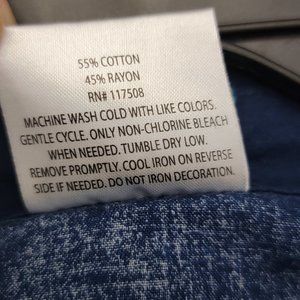 55% COTTON
45% RAYON
RN# 117508
MACHINE WASH COLD WITH LIKE COLORS.
GENTLE CYCLE. ONLY NON-CHLORINE BLEACH
WHEN NEEDED. TUMBLE DRY LOW.
REMOVE PROMPTLY. COOL IRON ON REVERSE
SIDE IF NEEDED. DO NOT IRON DECORATION.